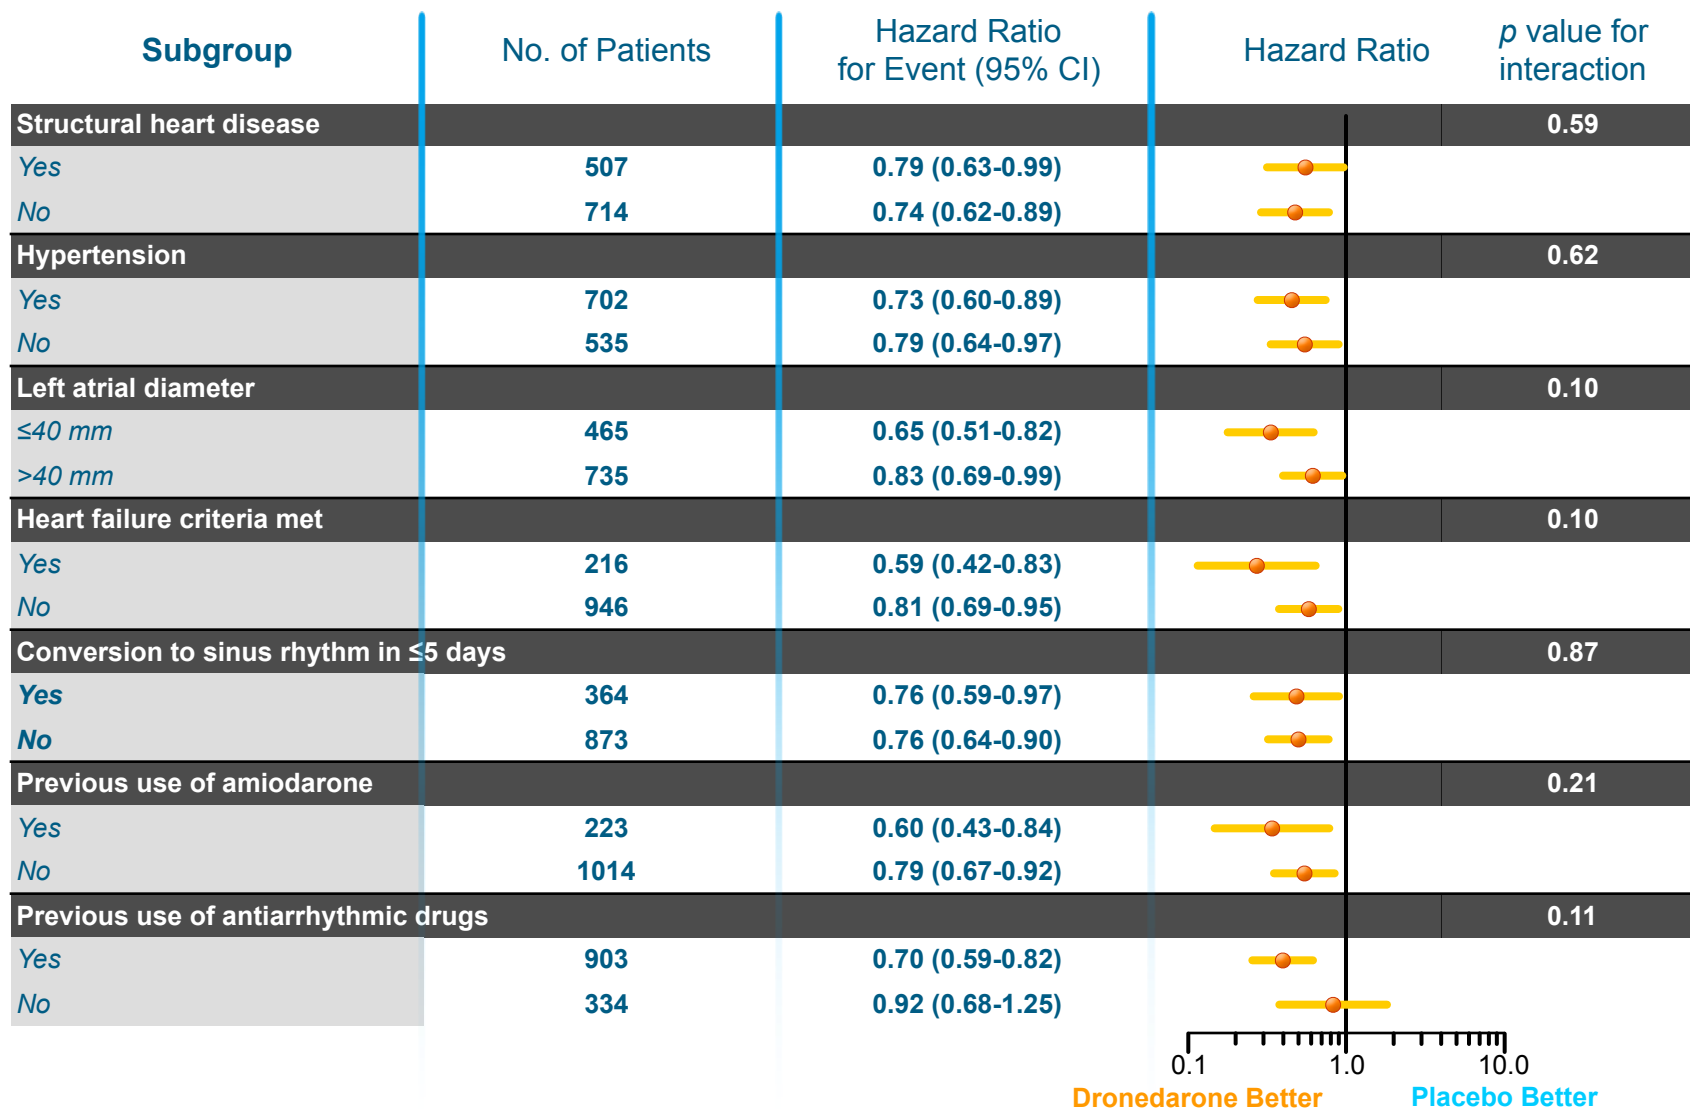 Subgroup No. of Patients Hazard Ratio for Event (95% CI) Hazard Ratio p value for interaction
Structural heart disease 0.59
Yes 507 0.79 (0.63-0.99)
No 714 0.74 (0.62-0.89)
Hypertension 0.62
Yes 702 0.73 (0.60-0.89)
No 535 0.79 (0.64-0.97)
Left atrial diameter 0.10
≤40 mm 465 0.65 (0.51-0.82)
>40 mm 735 0.83 (0.69-0.99)
Heart failure criteria met 0.10
Yes 216 0.59 (0.42-0.83)
No 946 0.81 (0.69-0.95)
Conversion to sinus rhythm in ≤5 days 0.87
Yes 364 0.76 (0.59-0.97)
No 873 0.76 (0.64-0.90)
Previous use of amiodarone 0.21
Yes 223 0.60 (0.43-0.84)
No 1014 0.79 (0.67-0.92)
Previous use of antiarrhythmic drugs 0.11
Yes 903 0.70 (0.59-0.82)
No 334 0.92 (0.68-1.25)
0.1 1.0 10.0
Dronedarone Better Placebo Better